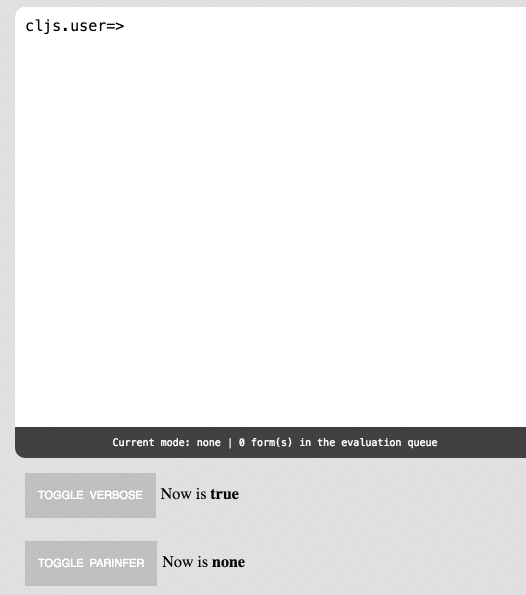 cljs.user=>
Current mode: none | 0 form(s) in the evaluation queue
TOGGLE VERBOSE Now is true
TOGGLE PARINFER Now is none